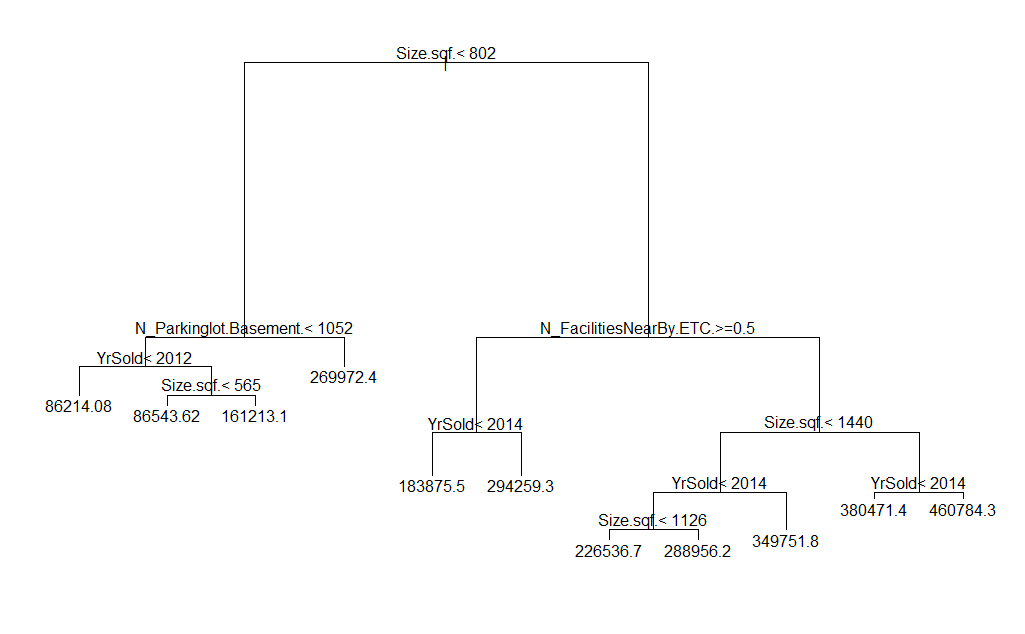 Size.sqf.< 802
N_Parkinglot.Basement.< 1052
N_FacilitiesNearBy.ETC.>=0.5
YrSold< 2012
269972.4
Size.sqf.< 565
86214.08
86543.62
161213.1
YrSold< 2014
Size.sqf.< 1440
183875.5
294259.3
YrSold< 2014
YrSold< 2014
380471.4
460784.3
Size.sqf.< 1126
349751.8
226536.7
288956.2